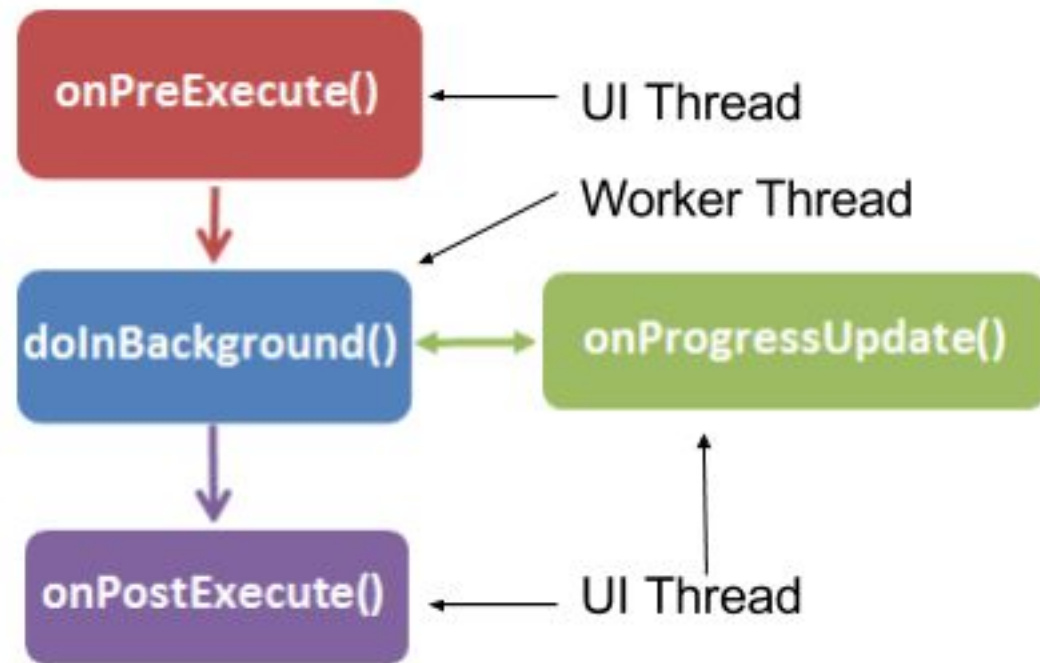 onPreExecute()
UI Thread
Worker Thread
doInBackground()
onProgressUpdate()
onPostExecute()
UI Thread